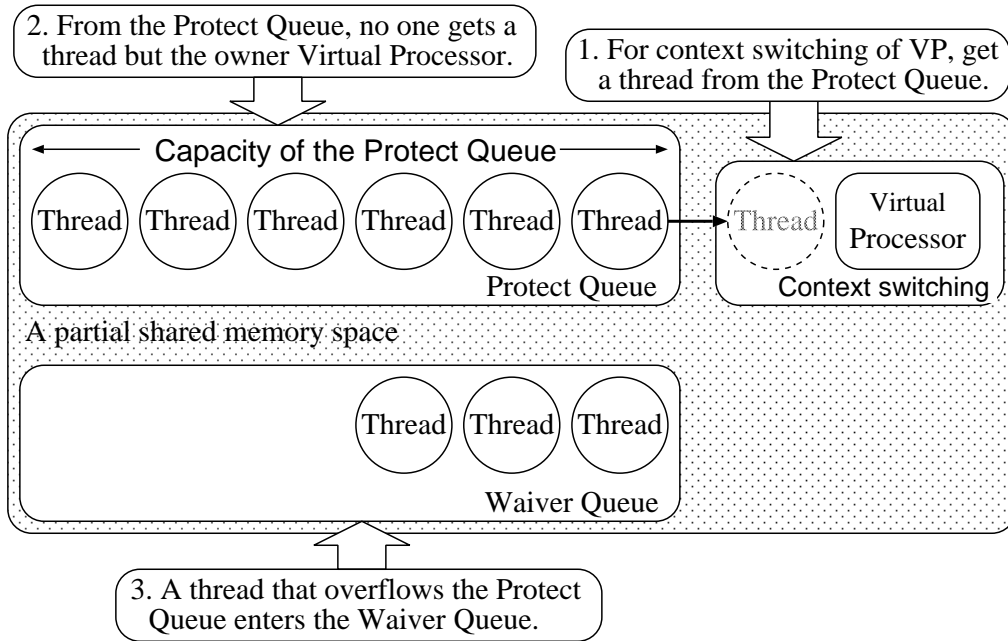 2. From the Protect Queue, no one gets a
thread but the owner Virtual Processor.
1. For context switching of VP, get
a thread from the Protect Queue.
Capacity of the Protect Queue
Thread Thread Thread Thread Thread Thread
Thread
Virtual
Processor
Protect Queue
Context switching
A partial shared memory space
Thread Thread Thread
Waiver Queue
3. A thread that overflows the Protect
Queue enters the Waiver Queue.